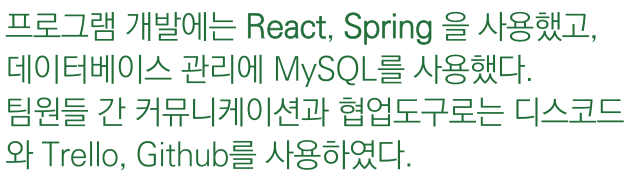 프로그램 개발에는 React, Spring 을 사용했고,
데이터베이스 관리에 MySQL를 사용했다.
팀원들 간 커뮤니케이션과 협업도구로는 디스코드
와 Trello, Github를 사용하였다.